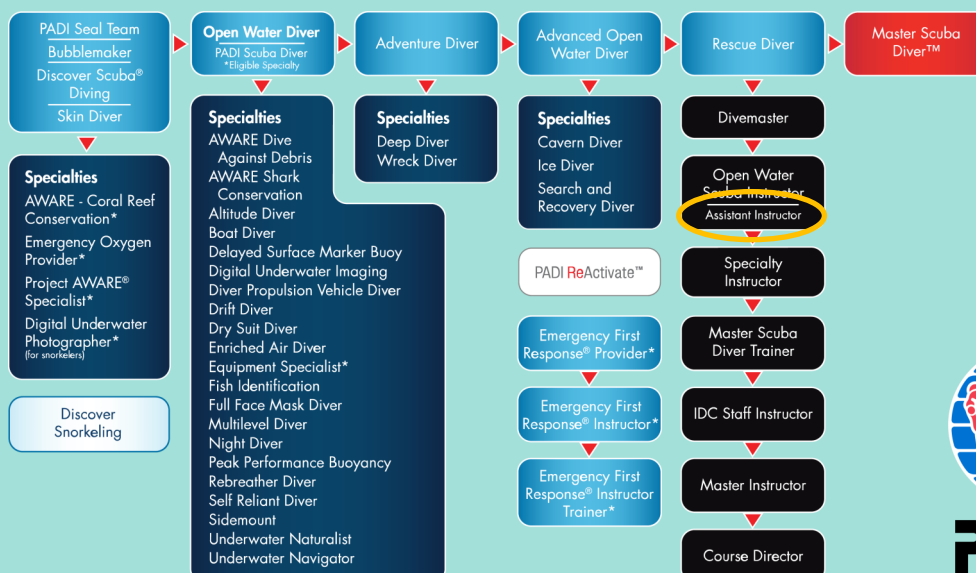 PADI Seal Team
Bubblemaker
Discover Scuba®
Diving
Skin Diver
Open Water Diver
PADI Scuba Diver
*Eligible Specialty
Adventure Diver
Advanced Open
Water Diver
Rescue Diver
Master Scuba
Diver™
Specialties
AWARE - Coral Reef
Conservation*
Emergency Oxygen
Provider*
Project AWARE®
Specialist*
Digital Underwater
Photographer*
(for snorkelers)
Discover
Snorkeling
Specialties
AWARE Dive
Against Debris
AWARE Shark
Conservation
Altitude Diver
Boat Diver
Delayed Surface Marker Buoy
Digital Underwater Imaging
Diver Propulsion Vehicle Diver
Drift Diver
Dry Suit Diver
Enriched Air Diver
Equipment Specialist*
Fish Identification
Full Face Mask Diver
Multilevel Diver
Night Diver
Peak Performance Buoyancy
Rebreather Diver
Self Reliant Diver
Sidemount
Underwater Naturalist
Underwater Navigator
Specialties
Deep Diver
Wreck Diver
Specialties
Cavern Diver
Ice Diver
Search and
Recovery Diver
PADI ReActivate™
Emergency First
Response® Provider*
Emergency First
Response® Instructor*
Emergency First
Response® Instructor
Trainer*
Divemaster
Open Water
Scuba Instructor
Assistant Instructor
Specialty
Instructor
Master Scuba
Diver Trainer
IDC Staff Instructor
Master Instructor
Course Director